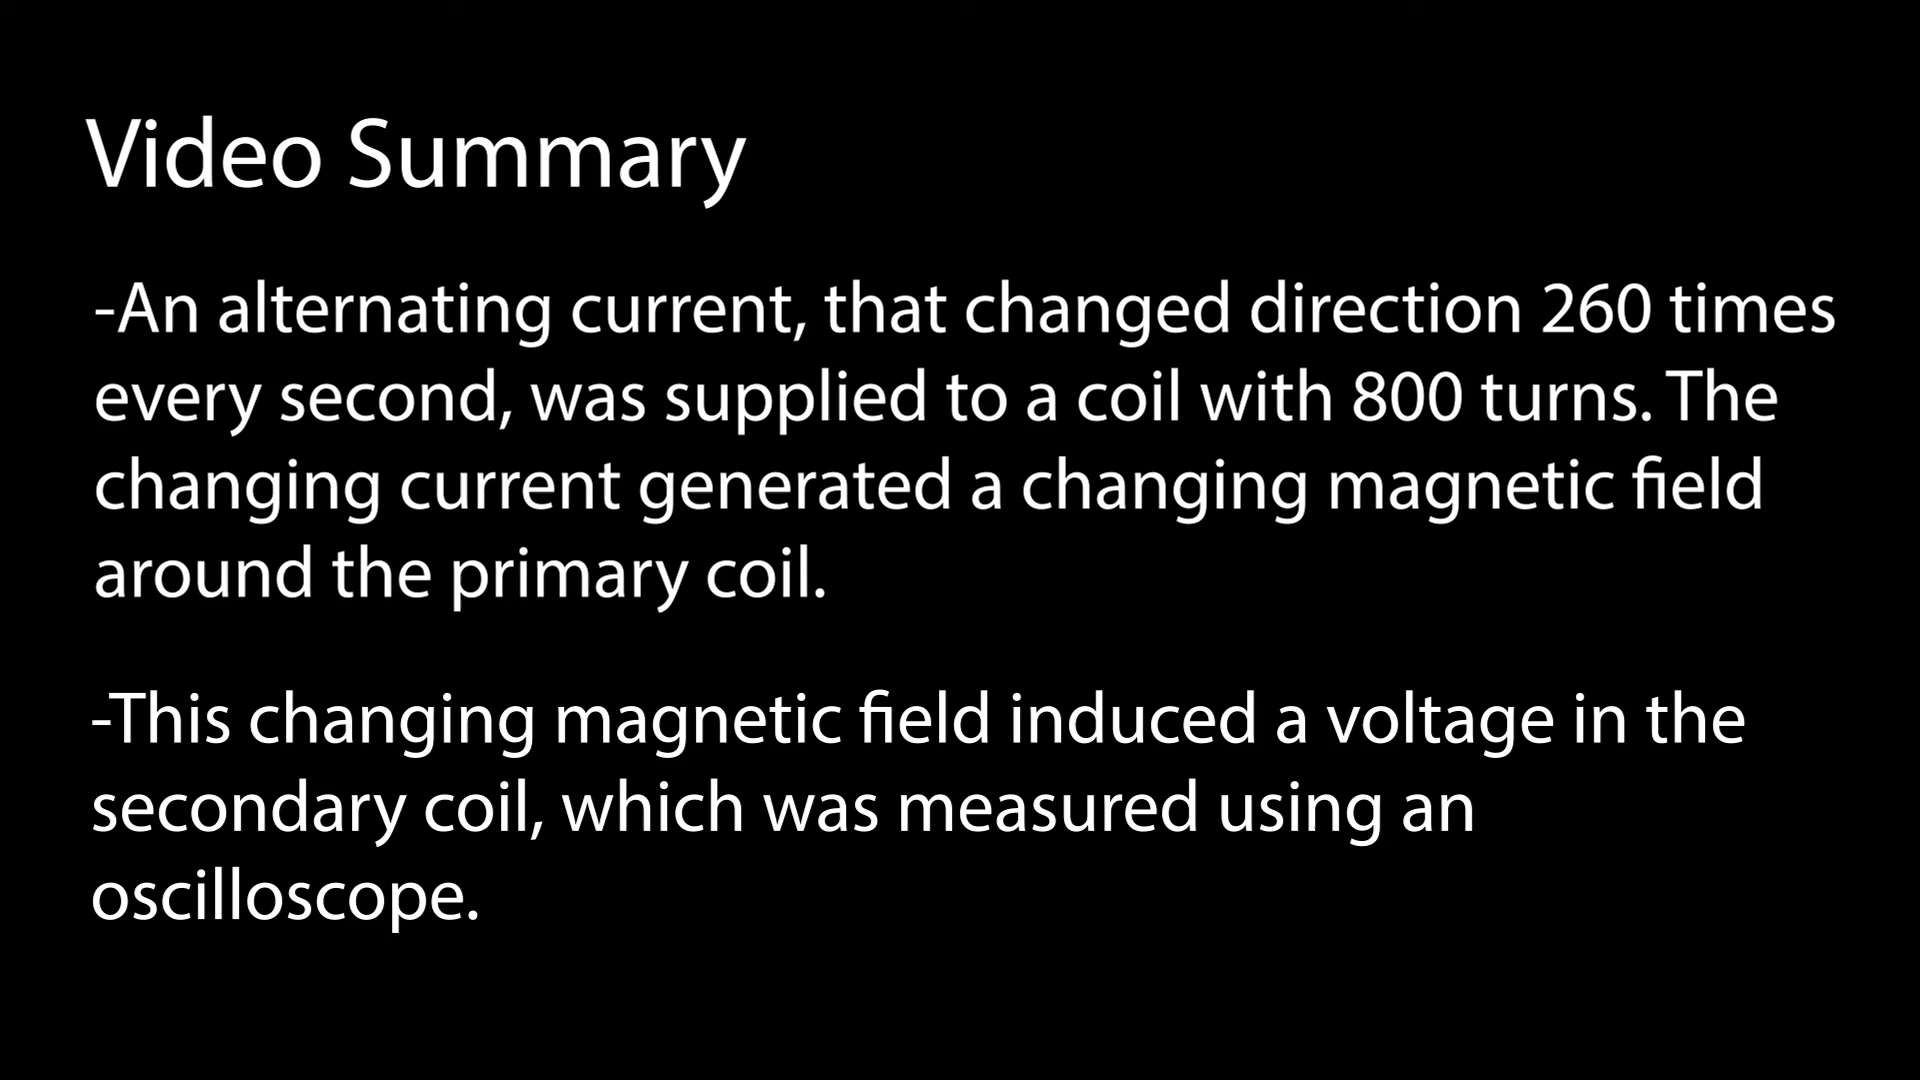 Video Summary
-An alternating current, that changed direction 260 times
every second, was supplied to a coil with 800 turns. The
changing current generated a changing magnetic field
around the primary coil.
-This changing magnetic field induced a voltage in the
secondary coil, which was measured using an
oscilloscope.